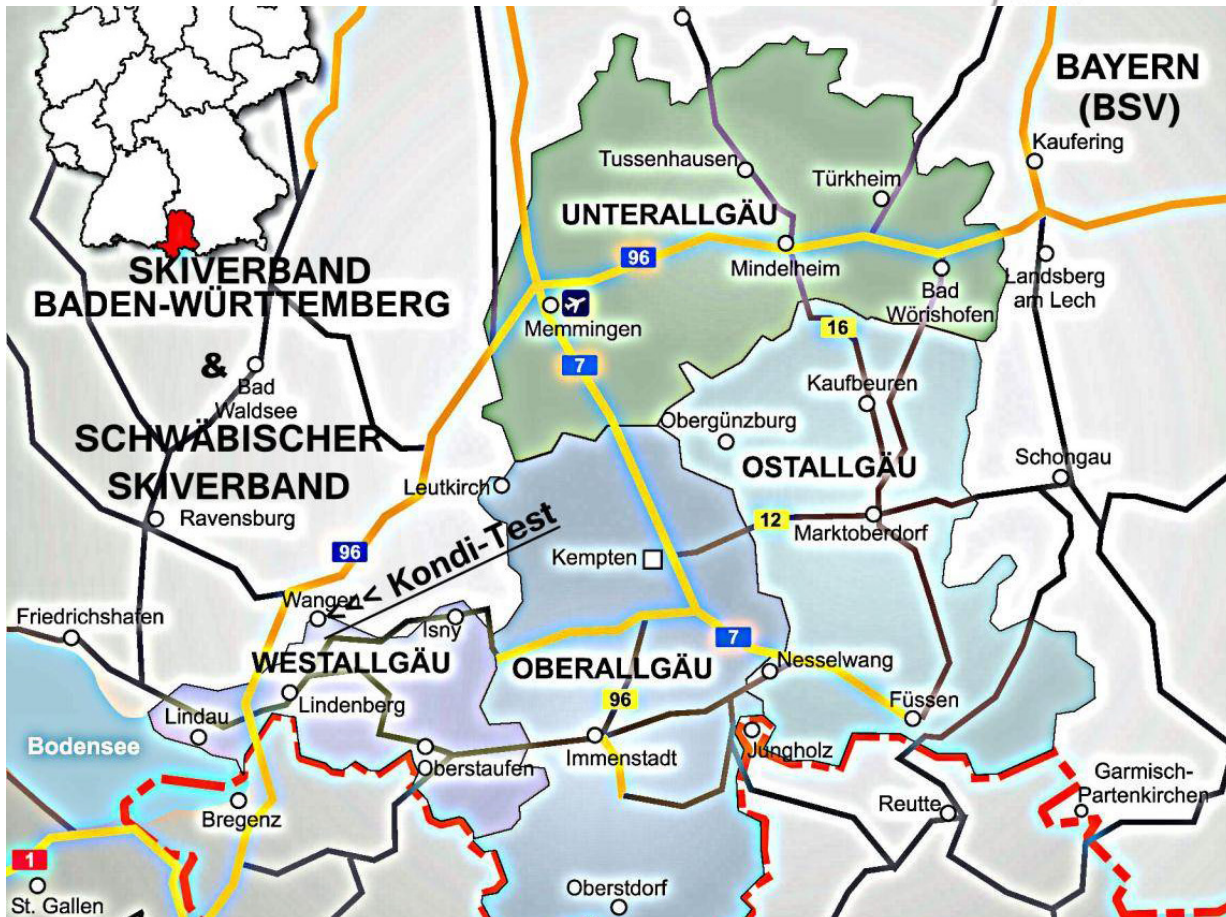 BAYERN
(BSV)
Kaufering
Tussenhausen
Türkheim
UNTERALLGÄU
96
Mindelheim
Landsberg
am Lech
Bad
Wörishofen
SKIVERBAND
BADEN-WÜRTTEMBERG
&
Memmingen
16
7
Bad
Waldsee
Kaufbeuren
Obergünzburg
SCHWÄBISCHER
SKIVERBAND
OSTALLGÄU
Schongau
Leutkirch
Ravensburg
12
Marktoberdorf
96
<<< Kondi-Test
Kempten
Wangen
Friedrichshafen
Isny
7
WESTALLGÄU
OBERALLGÄU
Nesselwang
96
Lindenberg
Füssen
Lindau
Bodensee
Oberstaufen
Immenstadt
Jungholz
Garmisch-
Partenkirchen
Reutte
Bregenz
1
St. Gallen
Oberstdorf